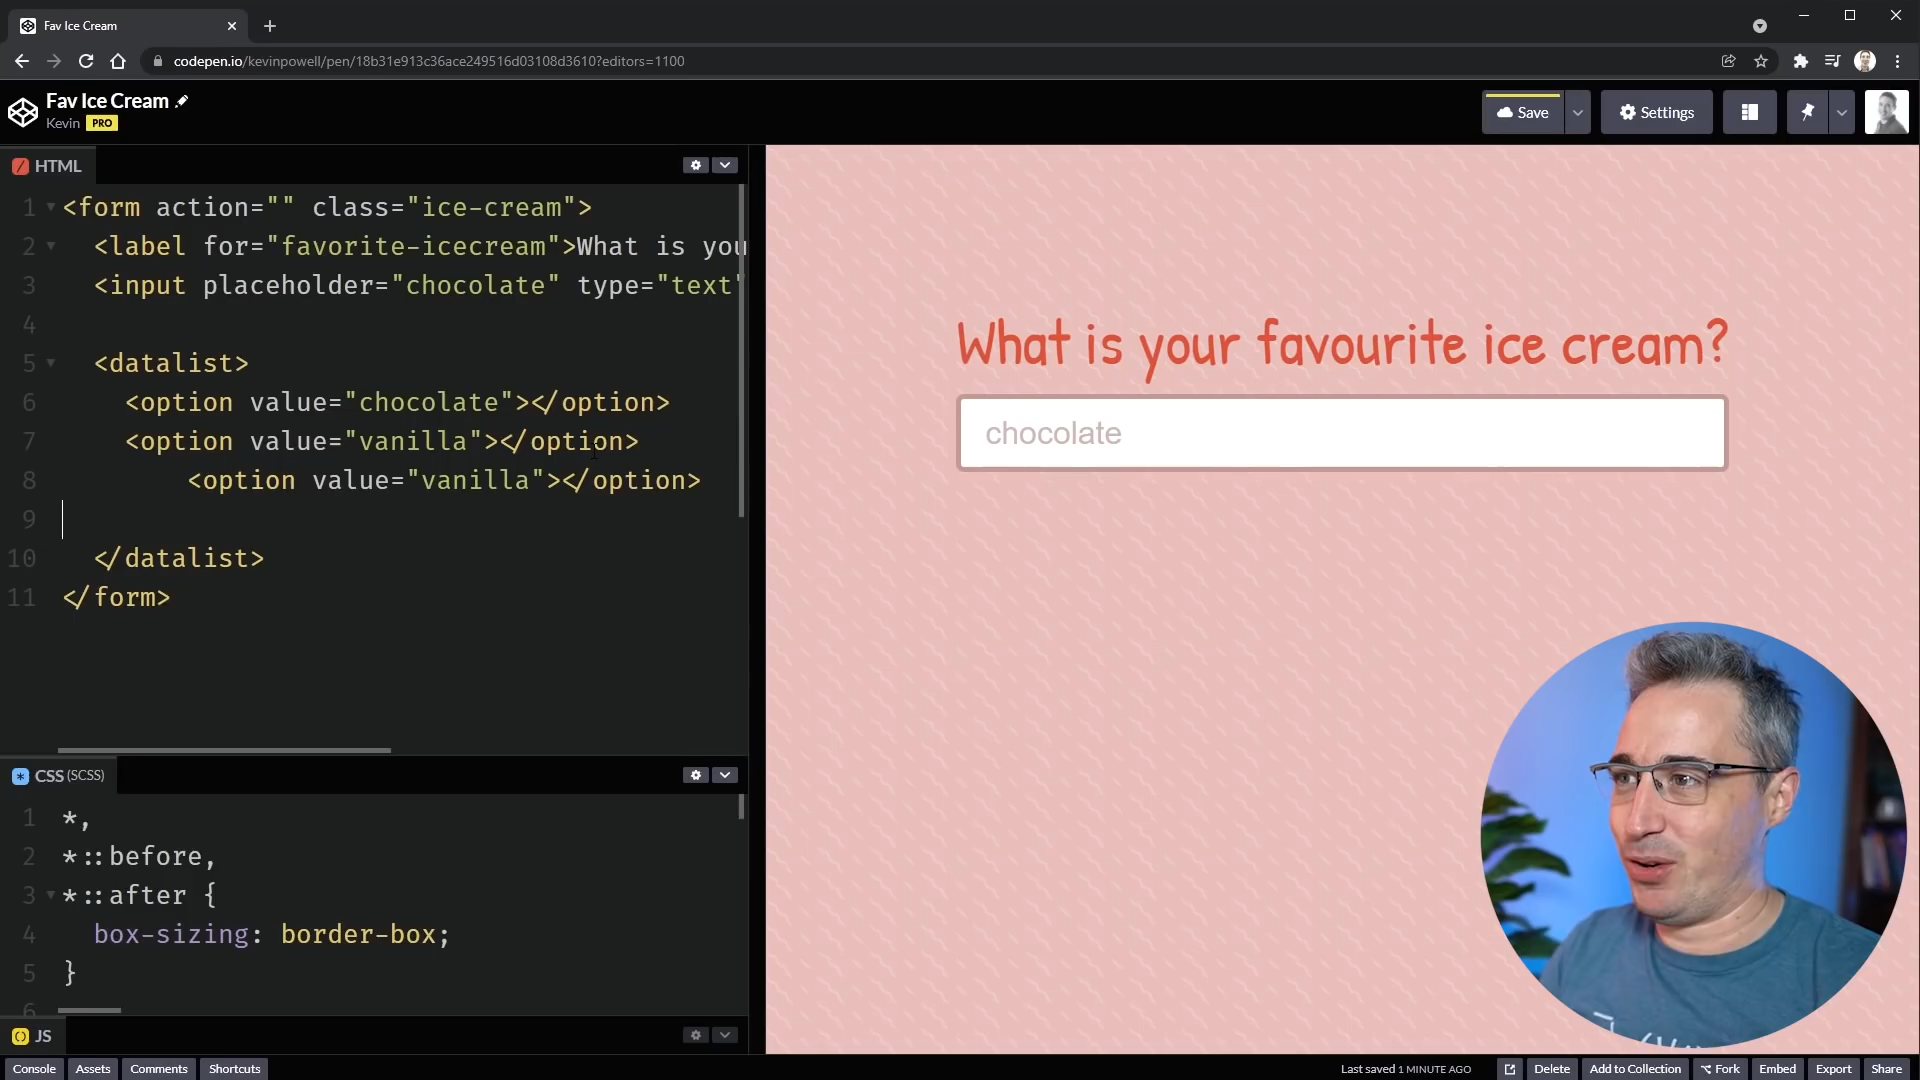 Fav Ice Cream
codepen.io/kevinpowell/pen/18b31e913c36ace249516d03108d3610?editors=1100
Fav Ice Cream
Kevin PRO
Save
Settings
HTML
1 <form action="" class="ice-cream">
2 <label for="favorite-icecream">What is you
3 <input placeholder="chocolate" type="text"
4
5 <datalist>
6 <option value="chocolate"></option>
7 <option value="vanilla"></option>
8 <option value="vanilla"></option>
9
10 </datalist>
11 </form>
What is your favourite ice cream?
chocolate
CSS (SCSS)
1 *,
2 *::before,
3 *::after {
4 box-sizing: border-box;
5 }
6
JS
Console Assets Comments Shortcuts
Last saved 1 MINUTE AGO Delete Add to Collection Fork Embed Export Share